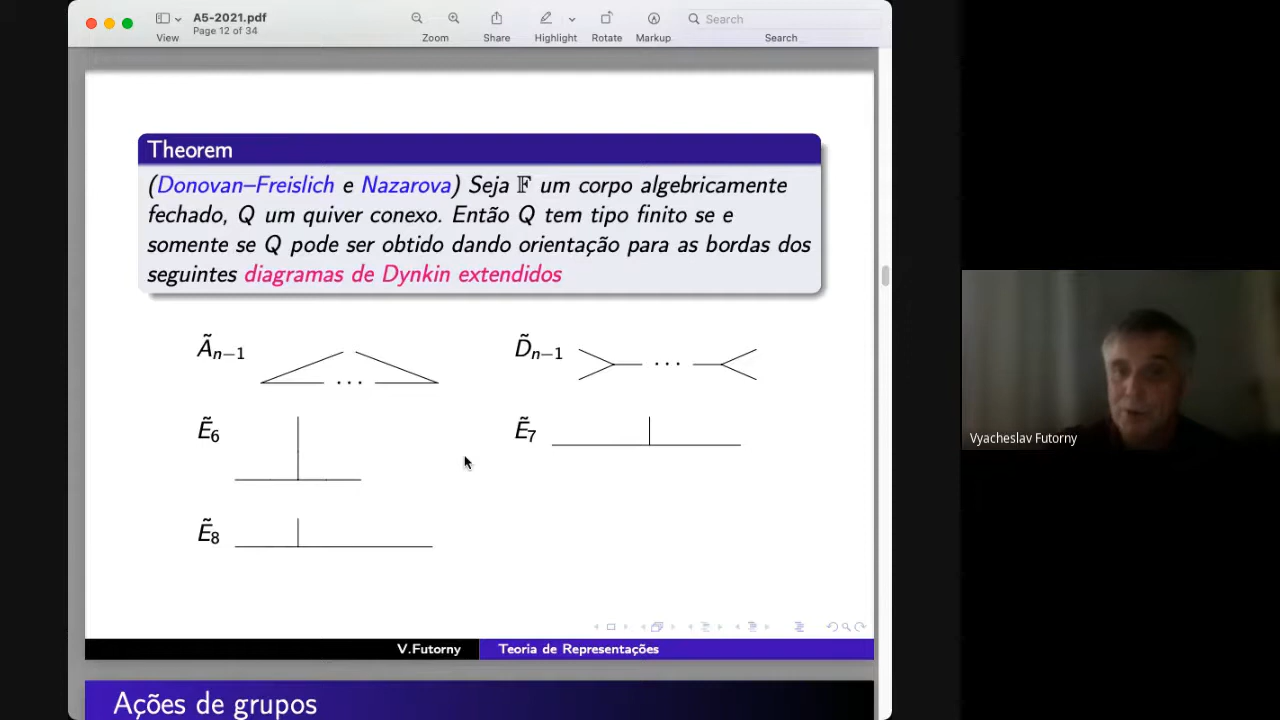 A5-2021.pdf
Page 12 of 34
View
Zoom
Share
Highlight
Rotate
Markup
Search
Search
Theorem
(Donovan–Freislich e Nazarova) Seja 𝔽 um corpo algebricamente
fechado, Q um quiver conexo. Então Q tem tipo finito se e
somente se Q pode ser obtido dando orientação para as bordas dos
seguintes diagramas de Dynkin extendidos
Ãn−1
D̃n−1
Ẽ6
Ẽ7
Ẽ8
V.Futorny
Teoria de Representações
Ações de grupos
Vyacheslav Futorny